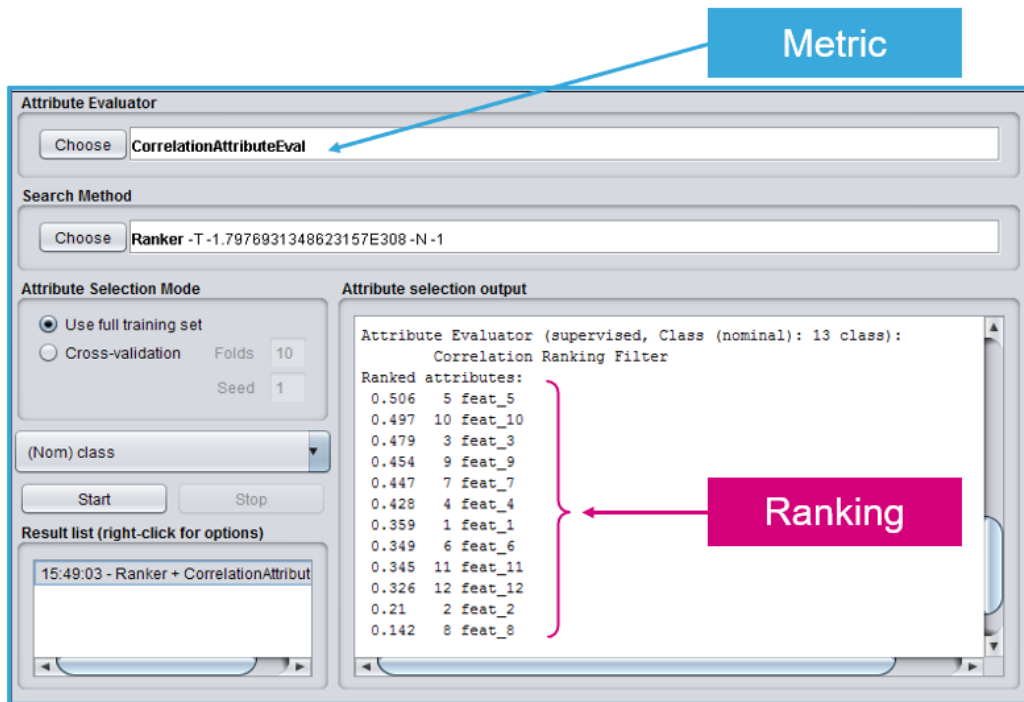 Metric
Attribute Evaluator
Choose CorrelationAttributeEval
Search Method
Choose Ranker -T -1.7976931348623157E308 -N -1
Attribute Selection Mode
Use full training set
Cross-validation Folds 10
Seed 1
(Nom) class
Start Stop
Result list (right-click for options)
15:49:03 - Ranker + CorrelationAttribut
Attribute selection output
Attribute Evaluator (supervised, Class (nominal): 13 class):
Correlation Ranking Filter
Ranked attributes:
0.506 5 feat_5
0.497 10 feat_10
0.479 3 feat_3
0.454 9 feat_9
0.447 7 feat_7
0.428 4 feat_4
0.359 1 feat_1
0.349 6 feat_6
0.345 11 feat_11
0.326 12 feat_12
0.21 2 feat_2
0.142 8 feat_8
Ranking